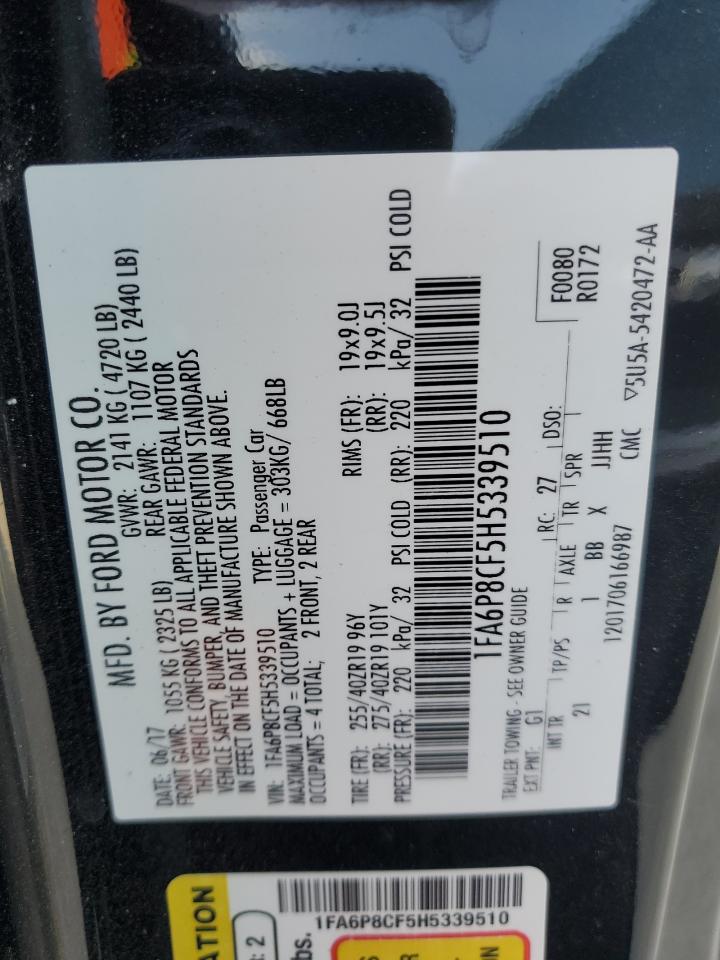 MFD. BY FORD MOTOR CO.
DATE: 06/17 GVWR: 2141 KG ( 4720 LB)
FRONT GAWR: 1055 KG ( 2325 LB) REAR GAWR: 1107 KG ( 2440 LB)
THIS VEHICLE CONFORMS TO ALL APPLICABLE FEDERAL MOTOR
VEHICLE SAFETY, BUMPER, AND THEFT PREVENTION STANDARDS
IN EFFECT ON THE DATE OF MANUFACTURE SHOWN ABOVE.
VIN: 1FA6P8CF5H5339510 TYPE: Passenger Car
MAXIMUM LOAD = OCCUPANTS + LUGGAGE = 303KG/ 668LB
OCCUPANTS = 4 TOTAL; 2 FRONT, 2 REAR
TIRE (FR): 255/40ZR19 96Y RIMS (FR): 19x9.0J
(RR): 275/40ZR19 101Y (RR): 19x9.5J
PRESSURE (FR): 220 kPa/ 32 PSI COLD (RR): 220 kPa/ 32 PSI COLD
1FA6P8CF5H5339510
TRAILER TOWING - SEE OWNER GUIDE
EXT PNT: G1 RC: 27 DSO: F0080
R0172
INT TR TP/PS R AXLE TR SPR
21 1 BB X JJHH
1201706166987 CMC ▽5U5A-5420472-AA
ATION
: 2
bs.
1FA6P8CF5H5339510
S
R
ON